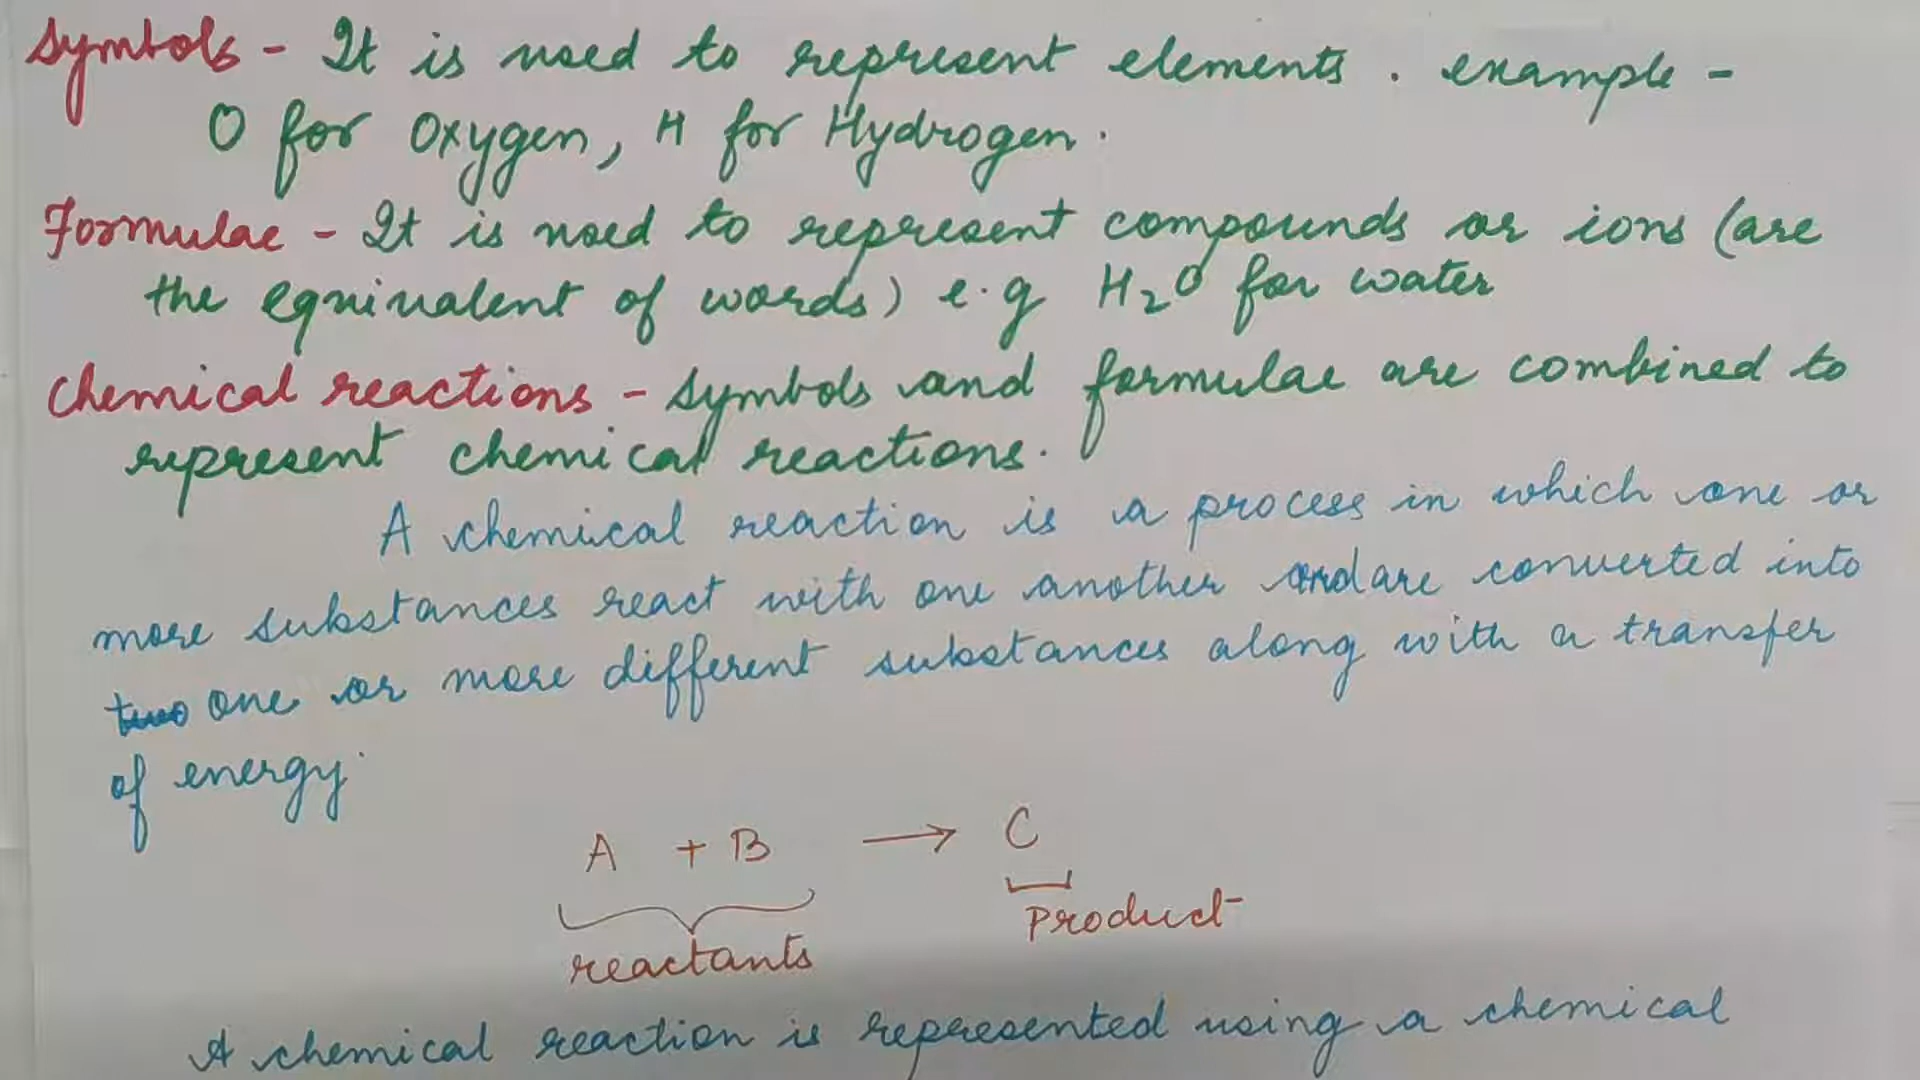 Symbols - It is used to represent elements. example -
O for Oxygen, H for Hydrogen.
Formulae - It is used to represent compounds or ions (are
the equivalent of words) e.g H₂O for water
Chemical reactions - Symbols and formulae are combined to
represent chemical reactions.
A chemical reaction is a process in which one or
more substances react with one another and are converted into
two one or more different substances along with a transfer
of energy.
A + B → C
reactants Product
A chemical reaction is represented using a chemical